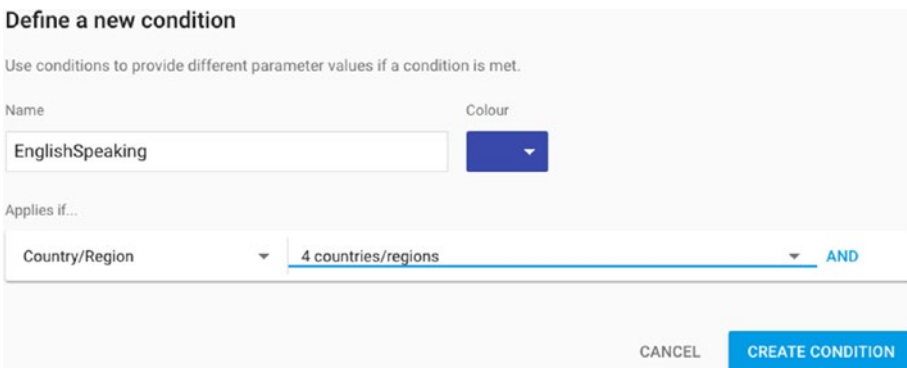 Define a new condition
Use conditions to provide different parameter values if a condition is met.
Name Colour
EnglishSpeaking
Applies if...
Country/Region 4 countries/regions AND
CANCEL CREATE CONDITION